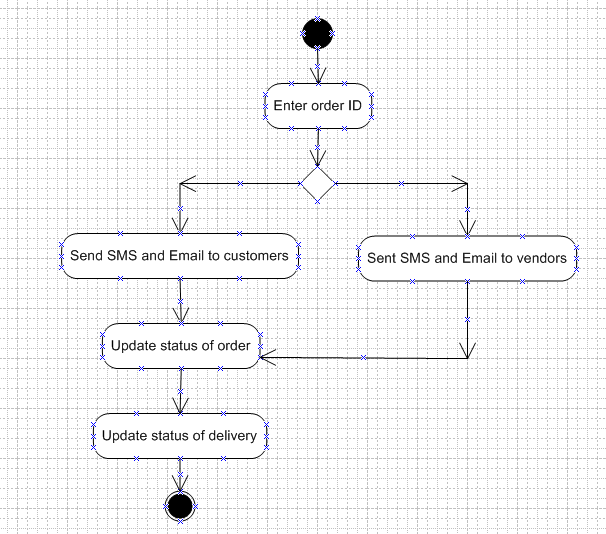 Enter order ID
Send SMS and Email to customers
Sent SMS and Email to vendors
Update status of order
Update status of delivery